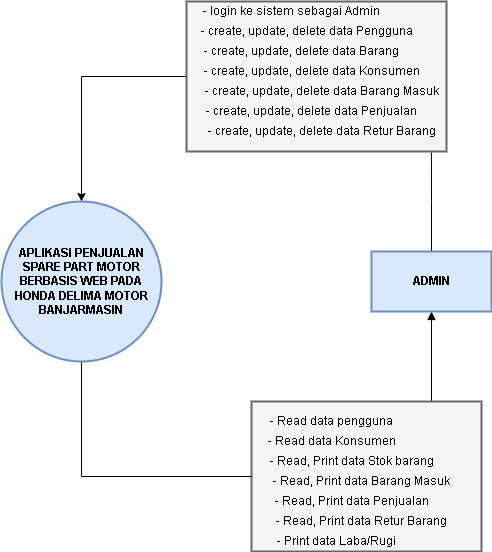 - login ke sistem sebagai Admin
- create, update, delete data Pengguna
- create, update, delete data Barang
- create, update, delete data Konsumen
- create, update, delete data Barang Masuk
- create, update, delete data Penjualan
- create, update, delete data Retur Barang
APLIKASI PENJUALAN
SPARE PART MOTOR
BERBASIS WEB PADA
HONDA DELIMA MOTOR
BANJARMASIN
ADMIN
- Read data pengguna
- Read data Konsumen
- Read, Print data Stok barang
- Read, Print data Barang Masuk
- Read, Print data Penjualan
- Read, Print data Retur Barang
- Print data Laba/Rugi